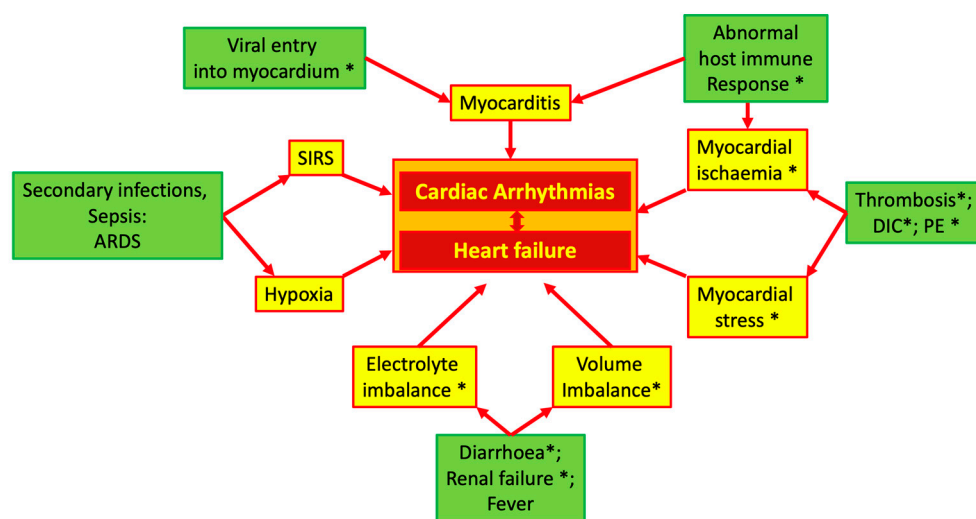 Viral entry
into myocardium *
Abnormal
host immune
Response *
Myocarditis
SIRS
Myocardial
ischaemia *
Secondary infections,
Sepsis:
ARDS
Cardiac Arrhythmias
Thrombosis*;
DIC*; PE *
Heart failure
Hypoxia
Myocardial
stress *
Electrolyte
imbalance *
Volume
Imbalance*
Diarrhoea*;
Renal failure *;
Fever